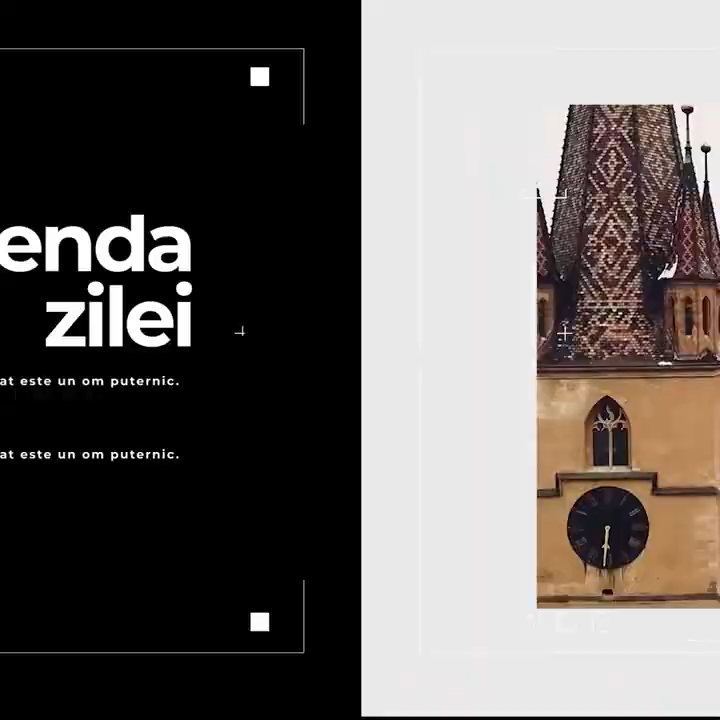 enda
zilei
at este un om puternic.
at este un om puternic.